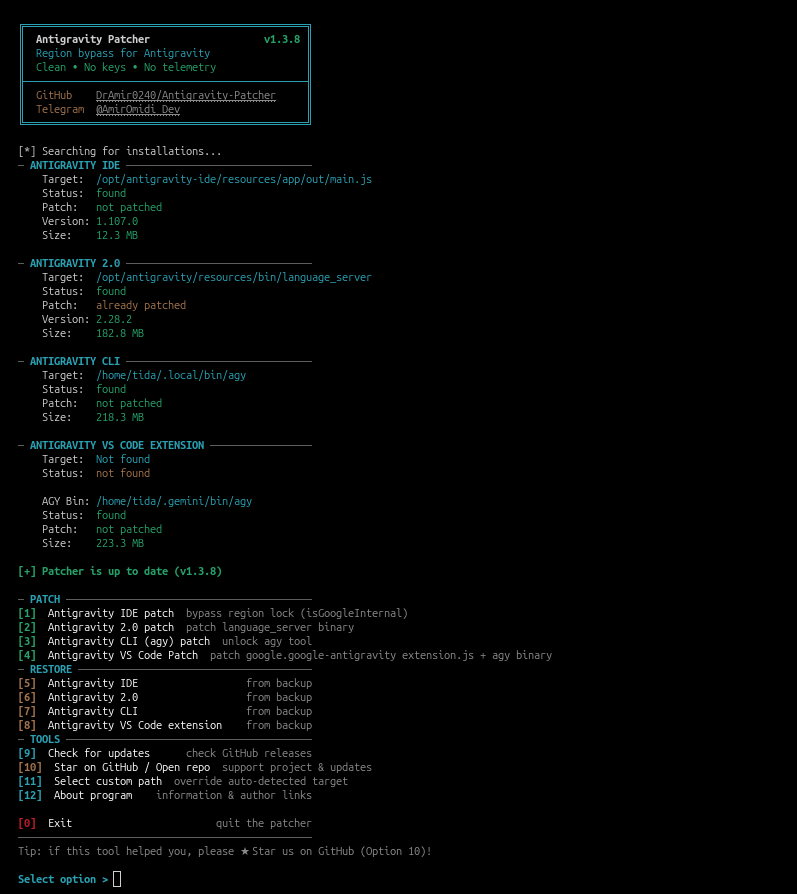 Antigravity Patcher v1.3.8
Region bypass for Antigravity
Clean • No keys • No telemetry
GitHub DrAmir0240/Antigravity-Patcher
Telegram @AmirOmidi_Dev
[*] Searching for installations...
─ ANTIGRAVITY IDE
Target: /opt/antigravity-ide/resources/app/out/main.js
Status: found
Patch: not patched
Version: 1.107.0
Size: 12.3 MB
─ ANTIGRAVITY 2.0
Target: /opt/antigravity/resources/bin/language_server
Status: found
Patch: already patched
Version: 2.28.2
Size: 182.8 MB
─ ANTIGRAVITY CLI
Target: /home/tida/.local/bin/agy
Status: found
Patch: not patched
Size: 218.3 MB
─ ANTIGRAVITY VS CODE EXTENSION
Target: Not found
Status: not found
AGY Bin: /home/tida/.gemini/bin/agy
Status: found
Patch: not patched
Size: 223.3 MB
[+] Patcher is up to date (v1.3.8)
─ PATCH
[1] Antigravity IDE patch bypass region lock (isGoogleInternal)
[2] Antigravity 2.0 patch patch language_server binary
[3] Antigravity CLI (agy) patch unlock agy tool
[4] Antigravity VS Code Patch patch google.google-antigravity extension.js + agy binary
─ RESTORE
[5] Antigravity IDE from backup
[6] Antigravity 2.0 from backup
[7] Antigravity CLI from backup
[8] Antigravity VS Code extension from backup
─ TOOLS
[9] Check for updates check GitHub releases
[10] Star on GitHub / Open repo support project & updates
[11] Select custom path override auto-detected target
[12] About program information & author links
[0] Exit quit the patcher
Tip: if this tool helped you, please ★ Star us on GitHub (Option 10)!
Select option >